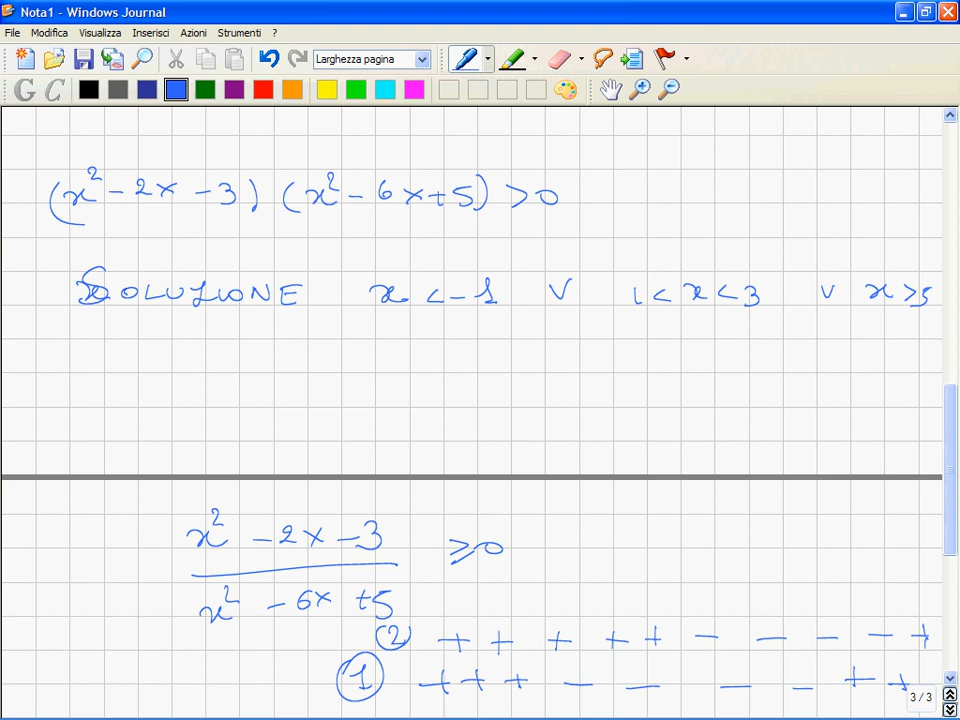 Nota1 - Windows Journal
File Modifica Visualizza Inserisci Azioni Strumenti ?
Larghezza pagina
G C
(x² - 2x - 3) (x² - 6x + 5) > 0
SOLUZIONE x < -1 ∨ 1 < x < 3 ∨ x > 5
x² - 2x - 3
≥ 0
x² - 6x + 5
② + + + + + - - - - +
① + + + - - - - + +
3 / 3